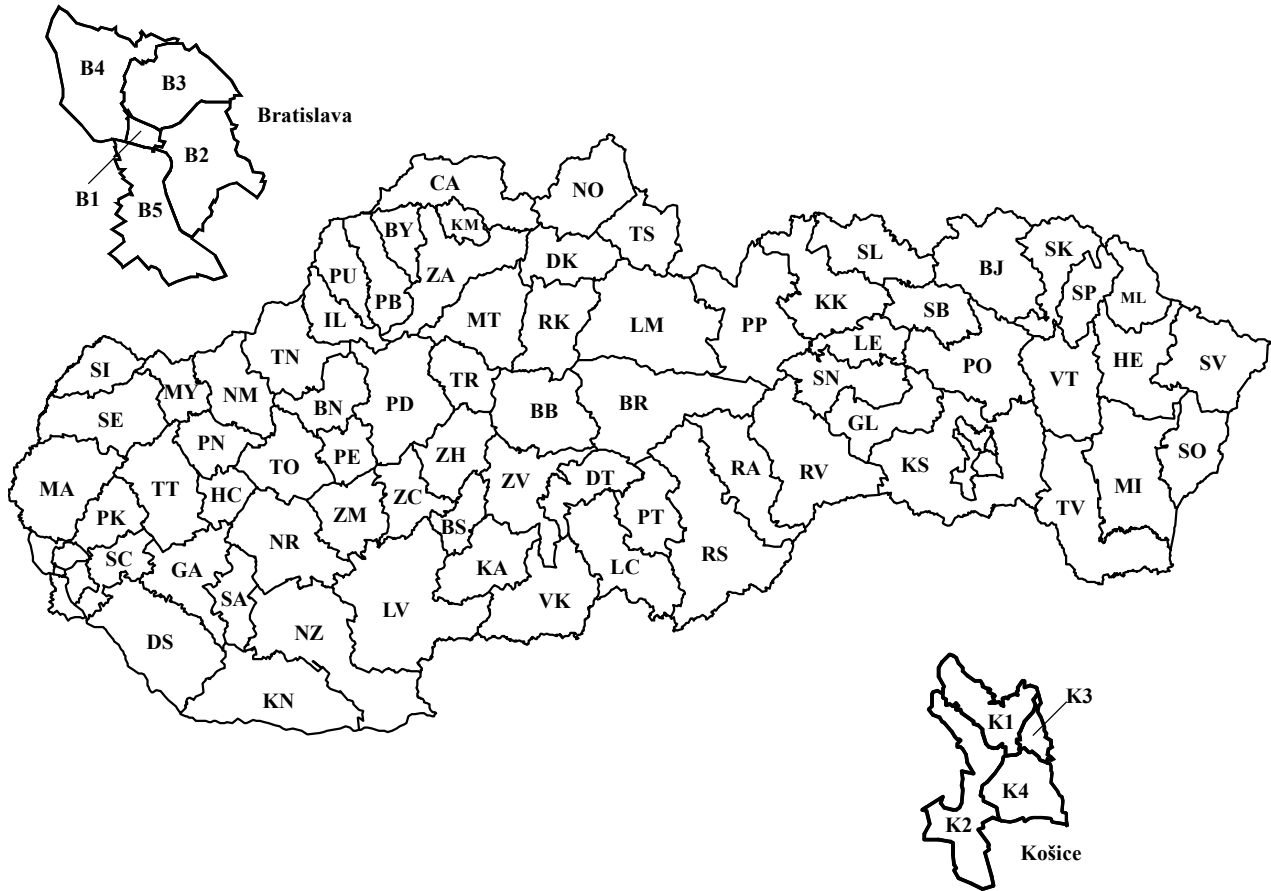 B4
B3
Bratislava
B2
B1
B5
CA
NO
BY
KM
TS
PU
ZA
DK
SL
SK
BJ
PB
KK
SP
ML
IL
MT
RK
LM
PP
SB
TN
LE
SI
MY
NM
TR
SN
PO
VT
HE
SV
SE
BN
PD
BB
BR
GL
PN
TO
PE
ZH
ZV
DT
RA
RV
KS
SO
MA
TT
HC
ZC
MI
PK
ZM
BS
PT
TV
SC
GA
NR
KA
LC
RS
SA
LV
VK
DS
NZ
KN
K3
K1
K4
K2
Košice